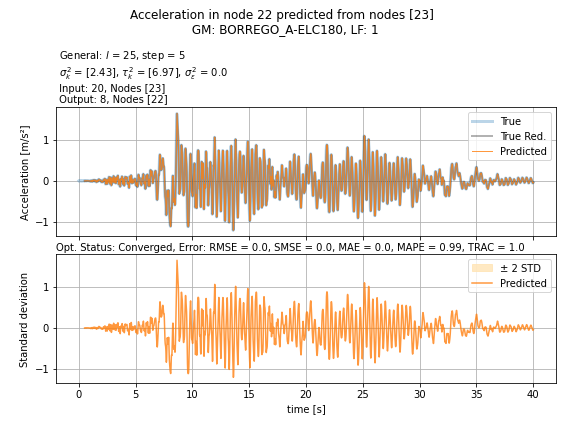 Acceleration in node 22 predicted from nodes [23]
GM: BORREGO_A-ELC180, LF: 1
General: l = 25, step = 5
σ²ₖ = [2.43], τ²ₖ = [6.97], σ²ε = 0.0
Input: 20, Nodes [23]
Output: 8, Nodes [22]
Acceleration [m/s²]
1
0
−1
True
True Red.
Predicted
Opt. Status: Converged, Error: RMSE = 0.0, SMSE = 0.0, MAE = 0.0, MAPE = 0.99, TRAC = 1.0
Standard deviation
1
0
−1
± 2 STD
Predicted
0 5 10 15 20 25 30 35 40
time [s]